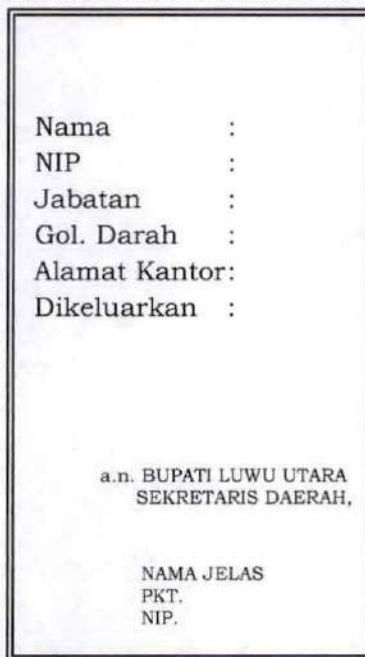 Nama :
NIP :
Jabatan :
Gol. Darah :
Alamat Kantor:
Dikeluarkan :
a.n. BUPATI LUWU UTARA
SEKRETARIS DAERAH,
NAMA JELAS
PKT.
NIP.